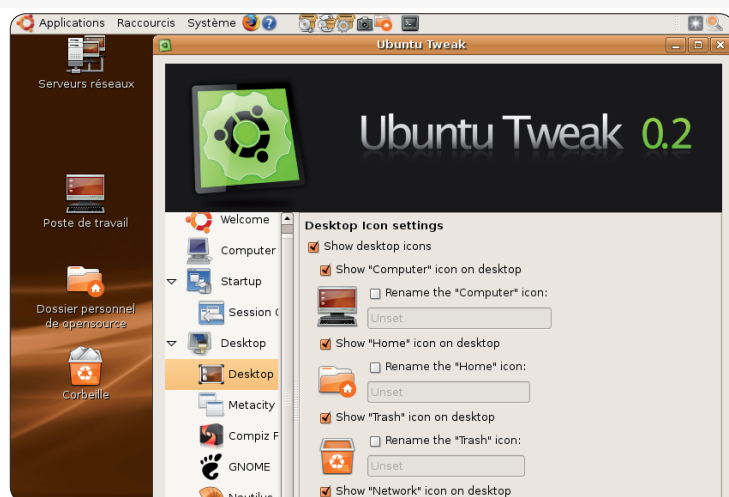 Applications Raccourcis Système
Ubuntu Tweak
Serveurs réseaux
Poste de travail
Dossier personnel
de opensource
Corbeille
Ubuntu Tweak 0.2
Welcome
Computer
Startup
Session
Desktop
Desktop
Metacity
Compiz F
GNOME
Nautilus
Desktop Icon settings
Show desktop icons
Show "Computer" icon on desktop
Rename the "Computer" icon:
Unset
Show "Home" icon on desktop
Rename the "Home" icon:
Unset
Show "Trash" icon on desktop
Rename the "Trash" icon:
Unset
Show "Network" icon on desktop